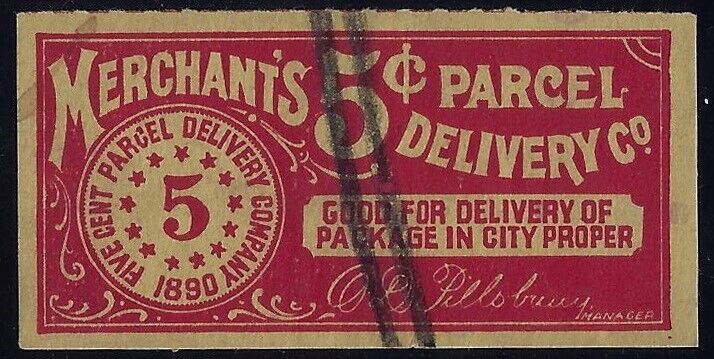 MERCHANT'S 5¢ PARCEL
DELIVERY CO.
FIVE CENT PARCEL DELIVERY COMPANY
5
1890
GOOD FOR DELIVERY OF
PACKAGE IN CITY PROPER
Pillsbury
MANAGER